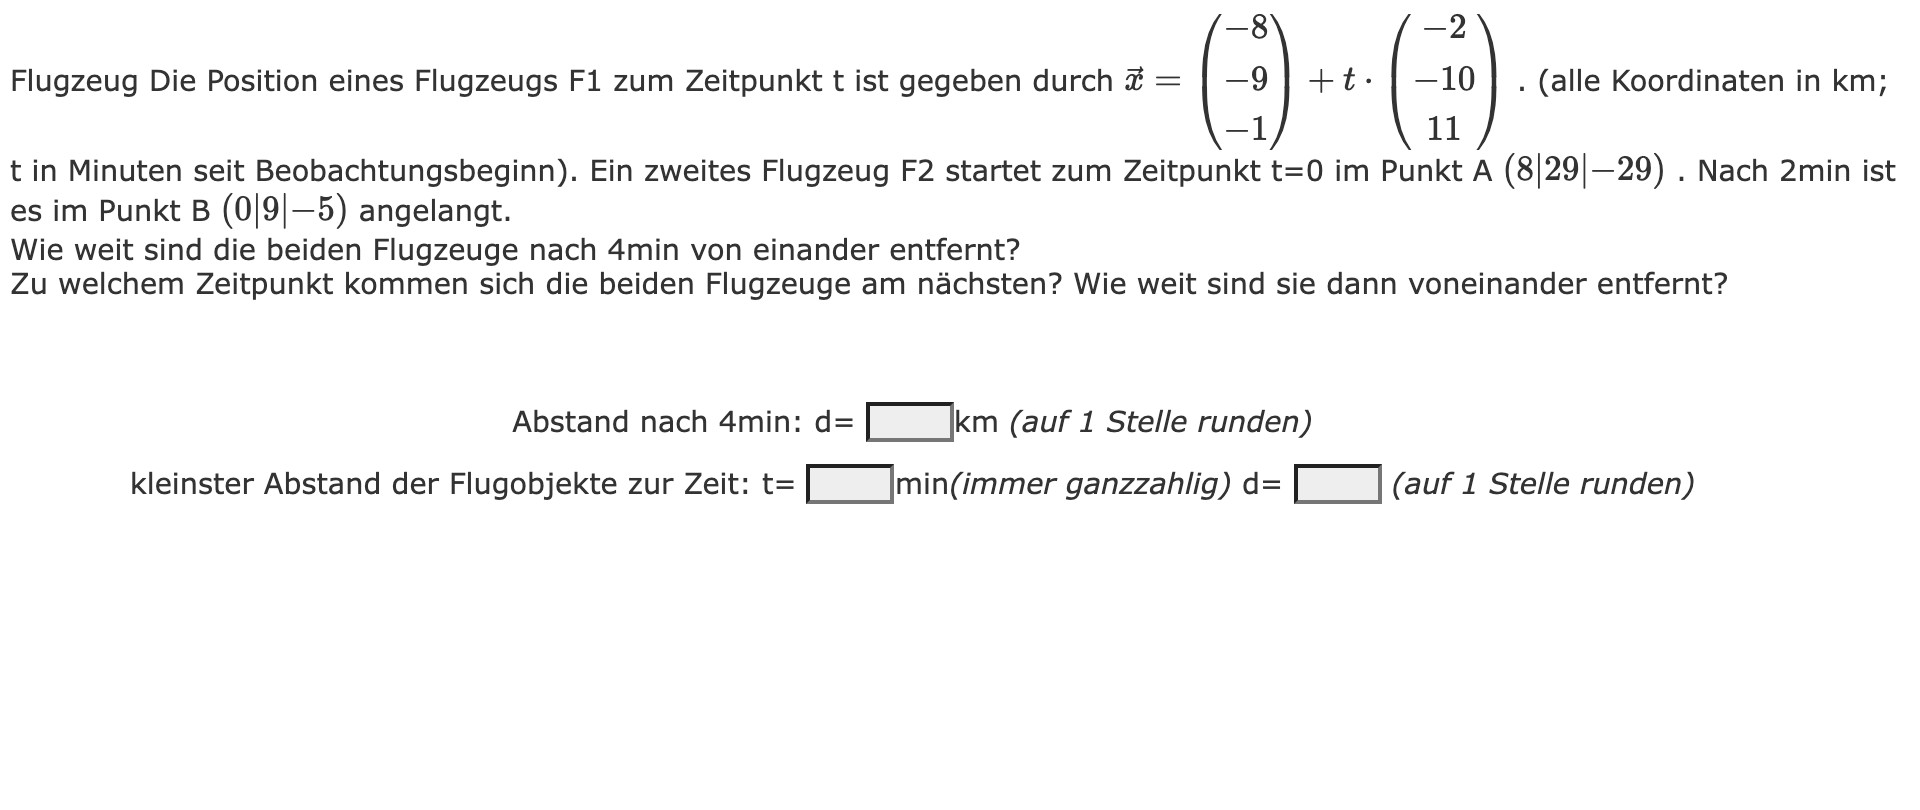 Flugzeug Die Position eines Flugzeugs F1 zum Zeitpunkt t ist gegeben durch $\vec{x} = \begin{pmatrix} -8 \\ -9 \\ -1 \end{pmatrix} + t \cdot \begin{pmatrix} -2 \\ -10 \\ 11 \end{pmatrix}$ . (alle Koordinaten in km;
t in Minuten seit Beobachtungsbeginn). Ein zweites Flugzeug F2 startet zum Zeitpunkt t=0 im Punkt A (8|29|−29) . Nach 2min ist
es im Punkt B (0|9|−5) angelangt.
Wie weit sind die beiden Flugzeuge nach 4min von einander entfernt?
Zu welchem Zeitpunkt kommen sich die beiden Flugzeuge am nächsten? Wie weit sind sie dann voneinander entfernt?
Abstand nach 4min: d= km (auf 1 Stelle runden)
kleinster Abstand der Flugobjekte zur Zeit: t= min(immer ganzzahlig) d= (auf 1 Stelle runden)